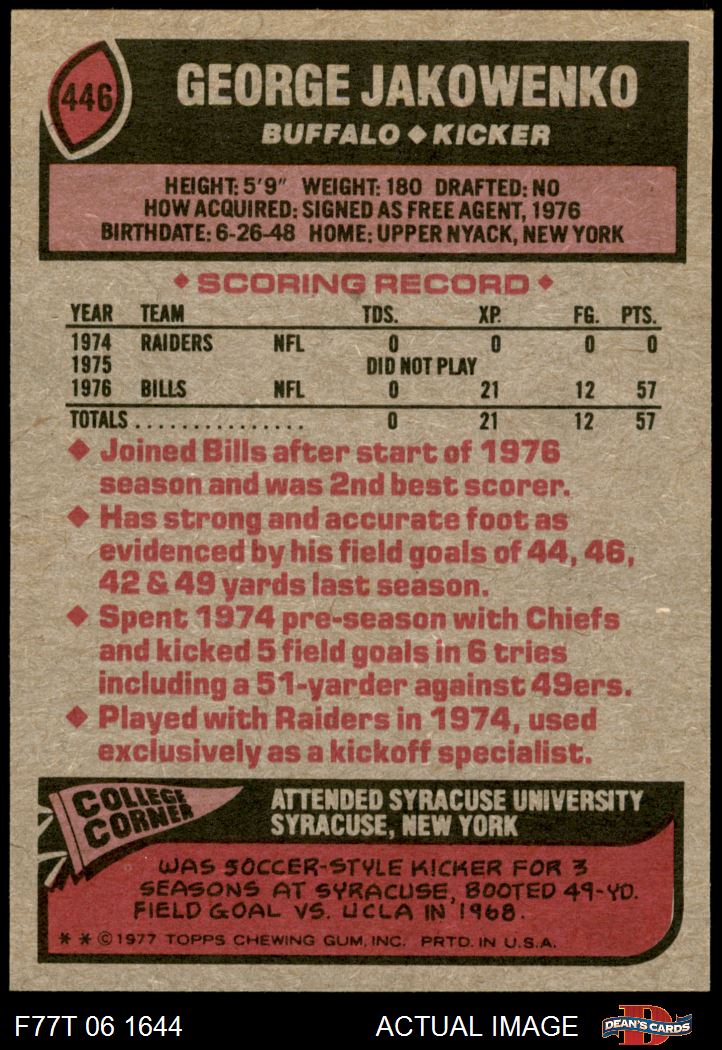 446
GEORGE JAKOWENKO
BUFFALO ◆ KICKER
HEIGHT: 5'9" WEIGHT: 180 DRAFTED: NO
HOW ACQUIRED: SIGNED AS FREE AGENT, 1976
BIRTHDATE: 6-26-48 HOME: UPPER NYACK, NEW YORK
◆ SCORING RECORD ◆
YEAR TEAM TDS. XP. FG. PTS.
1974 RAIDERS NFL 0 0 0 0
1975 DID NOT PLAY
1976 BILLS NFL 0 21 12 57
TOTALS............... 0 21 12 57
◆ Joined Bills after start of 1976
season and was 2nd best scorer.
◆ Has strong and accurate foot as
evidenced by his field goals of 44, 46,
42 & 49 yards last season.
◆ Spent 1974 pre-season with Chiefs
and kicked 5 field goals in 6 tries
including a 51-yarder against 49ers.
◆ Played with Raiders in 1974, used
exclusively as a kickoff specialist.
COLLEGE
CORNER
ATTENDED SYRACUSE UNIVERSITY
SYRACUSE, NEW YORK
WAS SOCCER-STYLE KICKER FOR 3
SEASONS AT SYRACUSE, BOOTED 49-YD.
FIELD GOAL VS. UCLA IN 1968.
* * © 1977 TOPPS CHEWING GUM, INC. PRTD. IN U.S.A.
F77T 06 1644 ACTUAL IMAGE D DEAN'S CARDS